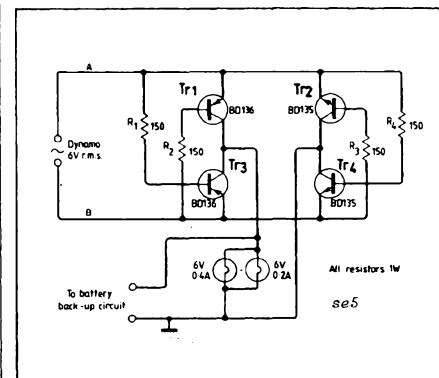 A
Tr1
Tr2
BD136
BD135
R1
150
R2
150
R3
150
R4
150
Dynamo
6V r.m.s.
Tr3
Tr4
BD136
BD135
B
6V
0.4A
6V
0.2A
All resistors 1W
To battery
back-up circuit
se5